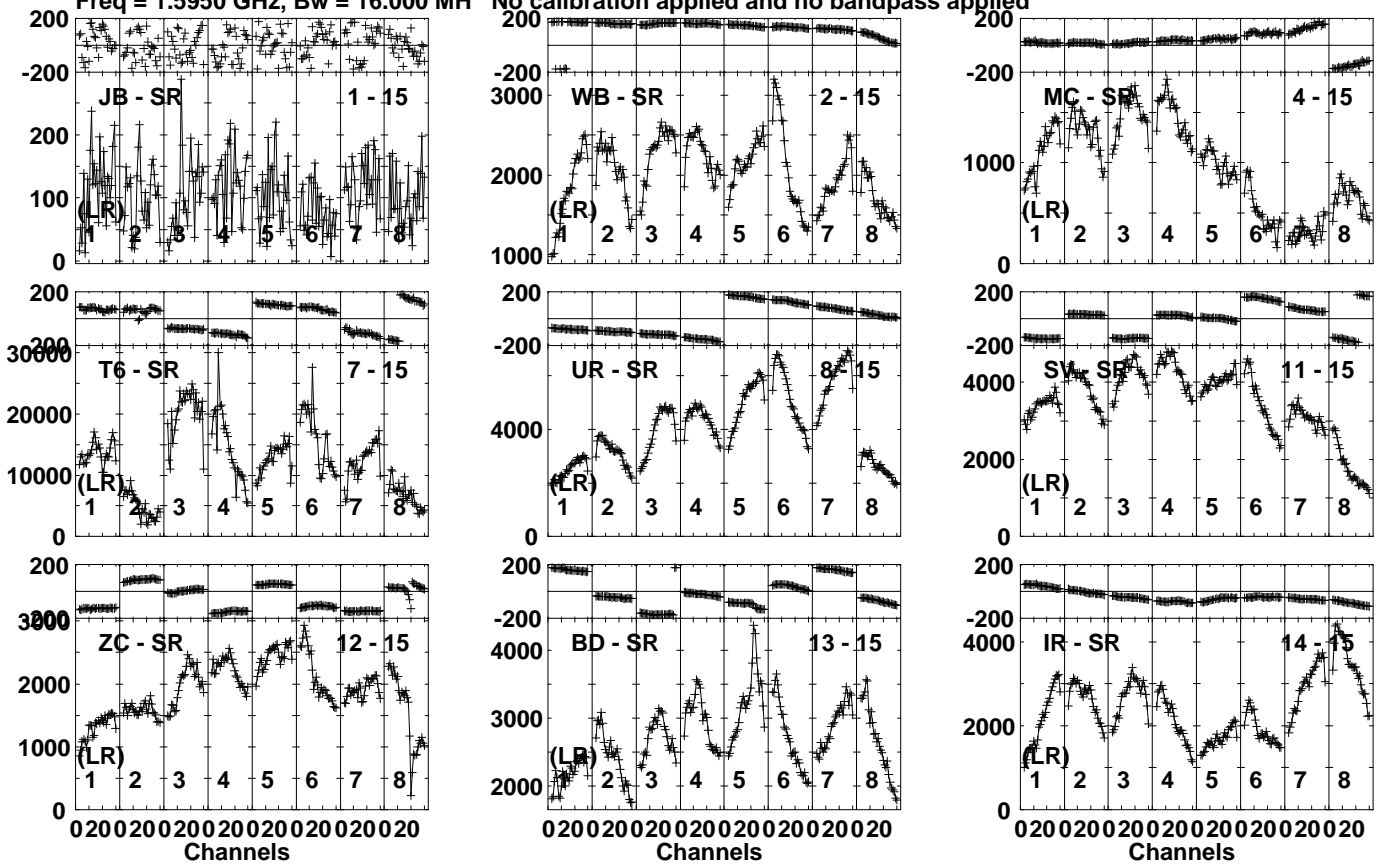 Freq = 1.5950 GHz, Bw = 16.000 MH   No calibration applied and no bandpass applied
200 200 200
-200 -200 -200
JB - SR 1 - 15 WB - SR 2 - 15 MC - SR 4 - 15
3000
200
2000
100 1000
(LR) (LR) (LR)
1 2 3 4 5 6 7 8 1 2 3 4 5 6 7 8 1 2 3 4 5 6 7 8
0 1000 0
200 200 200
-200 -200
30000
T6 - SR 7 - 15 UR - SR 8 - 15 SV - SR 11 - 15
4000
20000
4000
10000 2000
(LR) (LR) (LR)
1 2 3 4 5 6 7 8 1 2 3 4 5 6 7 8 1 2 3 4 5 6 7 8
0 0 0
200 200 200
-200 -200 -200
3000
ZC - SR 12 - 15 BD - SR 13 - 15 IR - SR 14 - 15
4000 4000
2000
3000
2000
1000
(LR) (LR) (LR)
1 2 3 4 5 6 7 8 1 2 3 4 5 6 7 8 1 2 3 4 5 6 7 8
2000
0 0
0 20 0 20 0 20 0 20 0 20 0 20 0 20 0 20 0 20 0 20 0 20 0 20 0 20 0 20 0 20 0 20 0 20 0 20 0 20 0 20 0 20 0 20 0 20 0 20
Channels Channels Channels